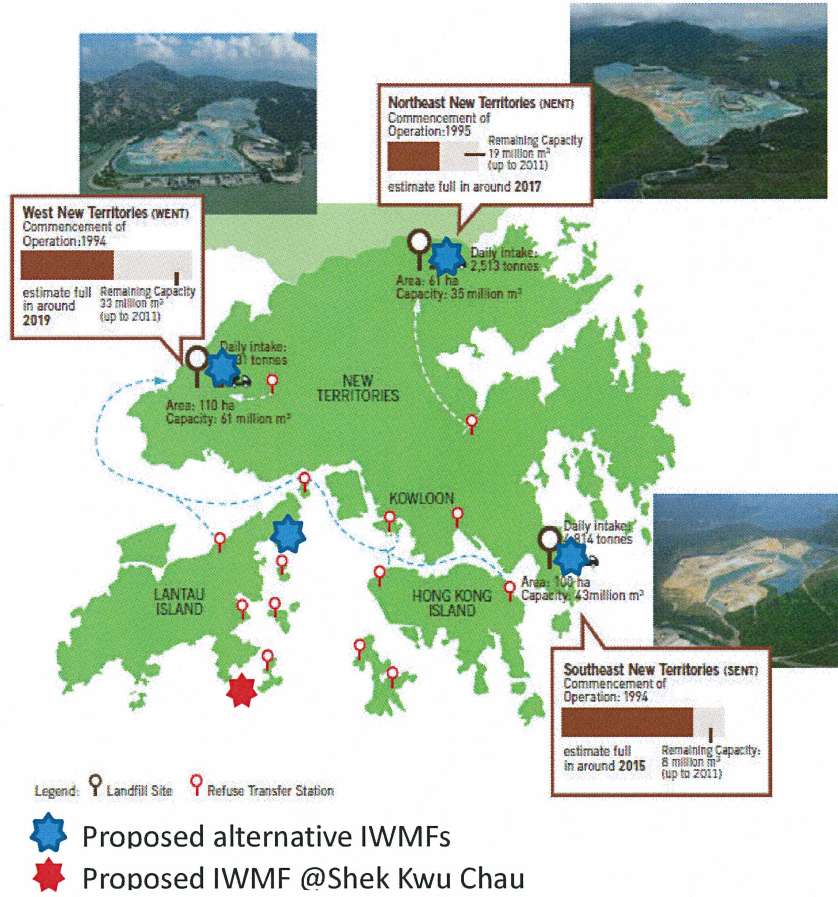 Northeast New Territories (NENT)
Commencement of
Operation:1995
Remaining Capacity
19 million m³
(up to 2011)
estimate full in around 2017
West New Territories (WENT)
Commencement of
Operation:1994
estimate full
in around
2019
Remaining Capacity
33 million m³
(up to 2011)
Daily intake:
2,513 tonnes
Area: 61 ha
Capacity: 35 million m³
Daily intake:
tonnes
Area: 110 ha
Capacity: 61 million m³
NEW
TERRITORIES
KOWLOON
Daily intake:
tonnes
Area: 100 ha
Capacity: 43million m³
LANTAU
ISLAND
HONG KONG
ISLAND
Southeast New Territories (SENT)
Commencement of
Operation: 1994
estimate full
in around 2015
Remaining Capacity:
8 million m³
(up to 2011)
Legend: Landfill Site Refuse Transfer Station
Proposed alternative IWMFs
Proposed IWMF @Shek Kwu Chau